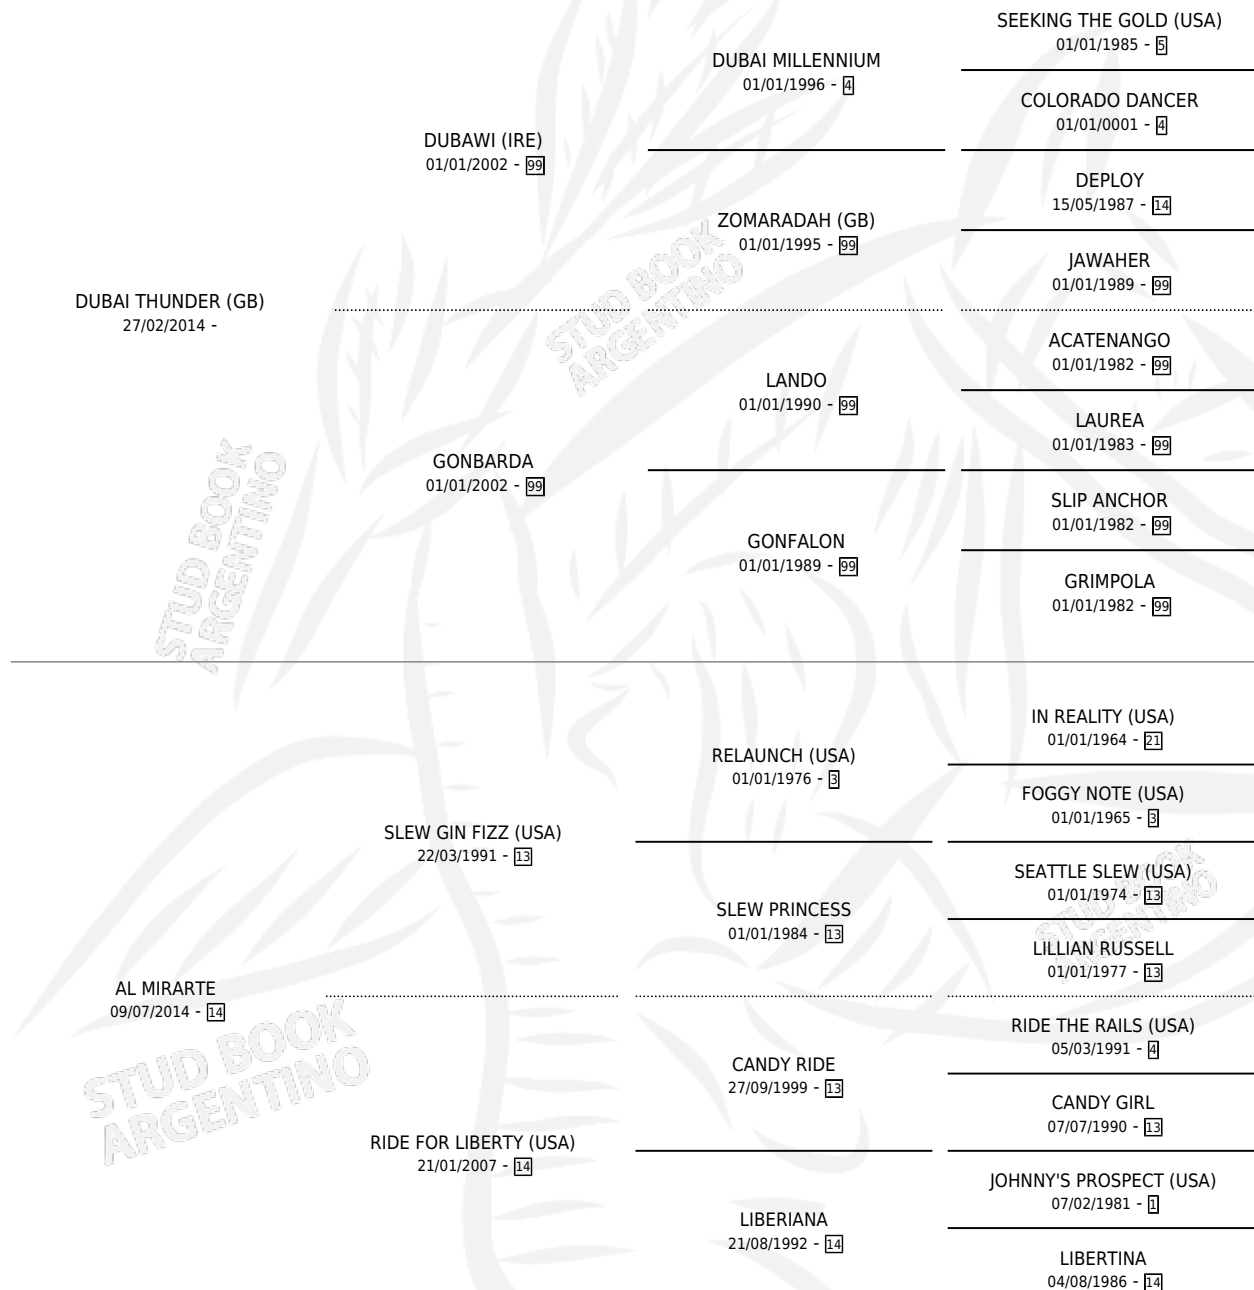 SEEKING THE GOLD (USA)
01/01/1985 - 5
DUBAI MILLENNIUM
01/01/1996 - 4
COLORADO DANCER
01/01/0001 - 4
DUBAWI (IRE)
01/01/2002 - 99
DEPLOY
15/05/1987 - 14
ZOMARADAH (GB)
01/01/1995 - 99
JAWAHER
01/01/1989 - 99
DUBAI THUNDER (GB)
27/02/2014 -
ACATENANGO
01/01/1982 - 99
LANDO
01/01/1990 - 99
LAUREA
01/01/1983 - 99
GONBARDA
01/01/2002 - 99
SLIP ANCHOR
01/01/1982 - 99
GONFALON
01/01/1989 - 99
GRIMPOLA
01/01/1982 - 99
STUD BOOK
ARGENTINO
STUD BOOK
ARGENTINO
IN REALITY (USA)
01/01/1964 - 21
RELAUNCH (USA)
01/01/1976 - 3
FOGGY NOTE (USA)
01/01/1965 - 3
SLEW GIN FIZZ (USA)
22/03/1991 - 13
SEATTLE SLEW (USA)
01/01/1974 - 13
SLEW PRINCESS
01/01/1984 - 13
LILLIAN RUSSELL
01/01/1977 - 13
STUD BOOK
ARGENTINO
AL MIRARTE
09/07/2014 - 14
RIDE THE RAILS (USA)
05/03/1991 - 4
CANDY RIDE
27/09/1999 - 13
CANDY GIRL
07/07/1990 - 13
RIDE FOR LIBERTY (USA)
21/01/2007 - 14
JOHNNY'S PROSPECT (USA)
07/02/1981 - 1
LIBERIANA
21/08/1992 - 14
LIBERTINA
04/08/1986 - 14
STUD BOOK
ARGENTINO